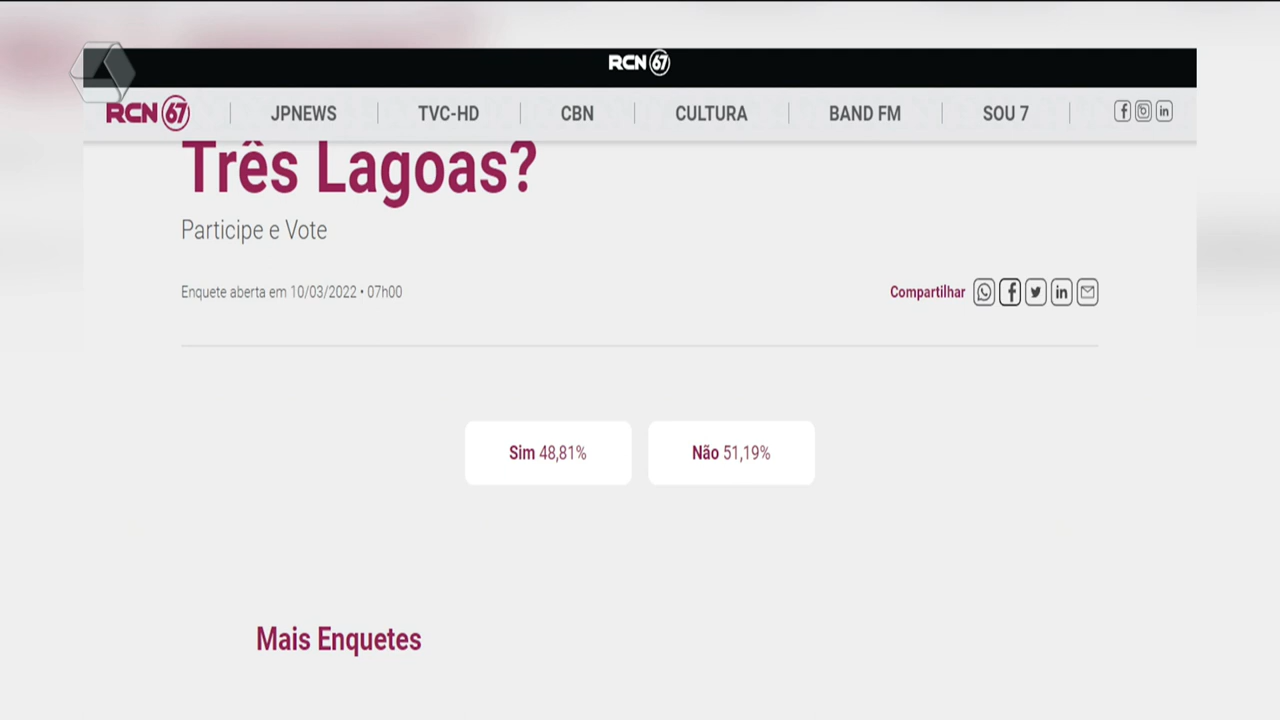 RCN 67
RCN 67 JPNEWS TVC-HD CBN CULTURA BAND FM SOU 7
Três Lagoas?
Participe e Vote
Enquete aberta em 10/03/2022 • 07h00
Compartilhar
Sim 48,81% Não 51,19%
Mais Enquetes